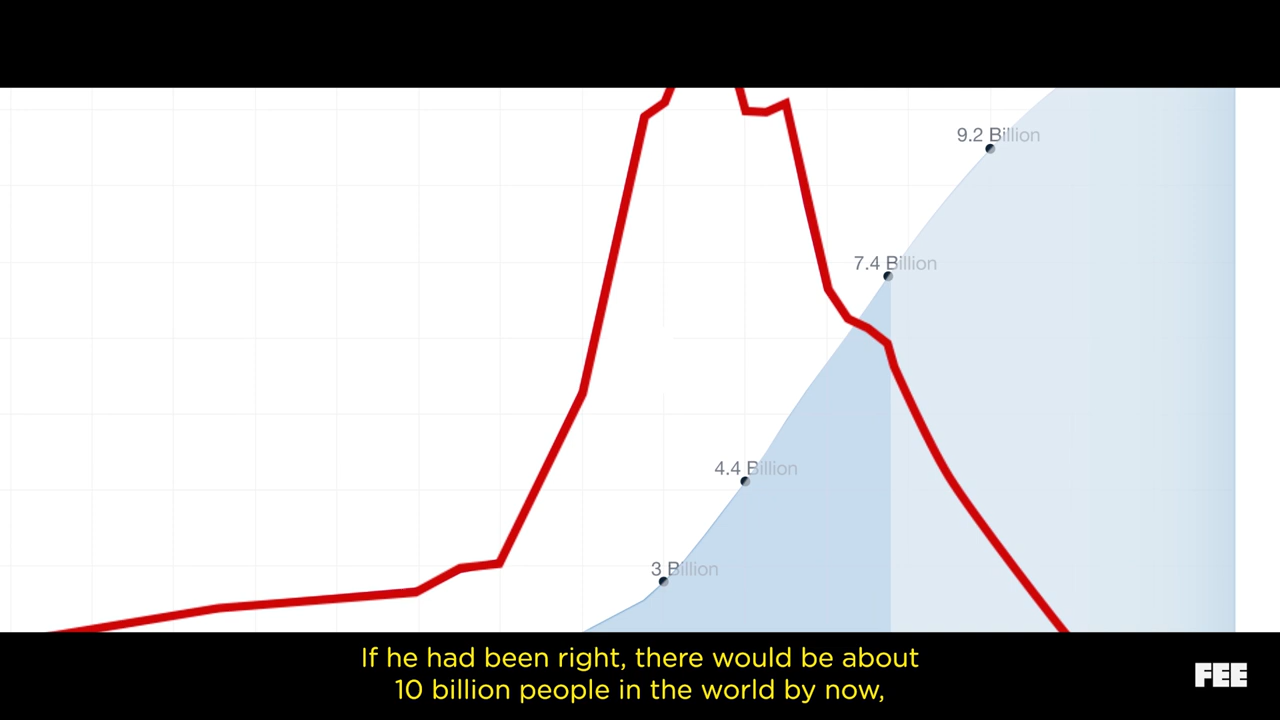 9.2 Billion
7.4 Billion
4.4 Billion
3 Billion
If he had been right, there would be about
10 billion people in the world by now,
FEE